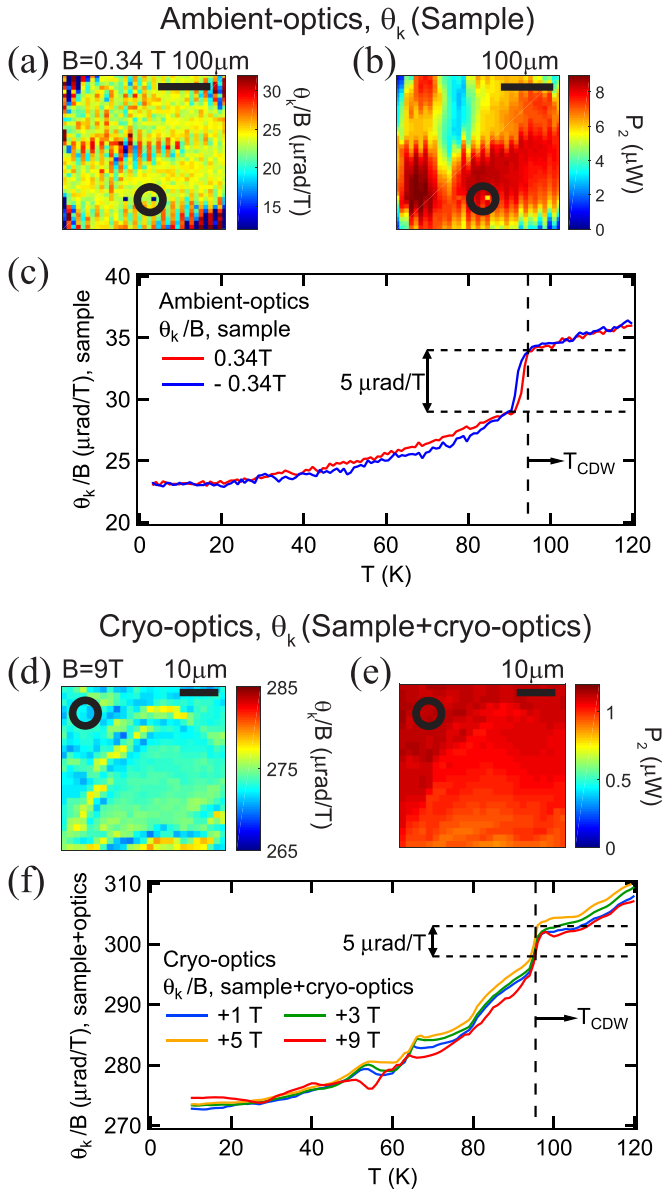 Ambient-optics, θk (Sample)
(a) B=0.34 T 100μm
32
28
24
20
16
θk/B (μrad/T)
(b) 100μm
8
6
4
2
0
P2 (μW)
(c)
40
35
30
25
20
θk/B (μrad/T), sample
Ambient-optics
θk/B, sample
0.34T
- 0.34T
5 μrad/T
TCDW
0 20 40 60 80 100 120
T (K)
Cryo-optics, θk (Sample+cryo-optics)
(d) B=9T 10μm
285
275
265
θk/B (μrad/T)
(e) 10μm
1
0.5
0
P2 (μW)
(f)
310
300
290
280
270
θk/B (μrad/T), sample+optics
Cryo-optics
θk/B, sample+cryo-optics
+1 T +3 T
+5 T +9 T
5 μrad/T
TCDW
0 20 40 60 80 100 120
T (K)